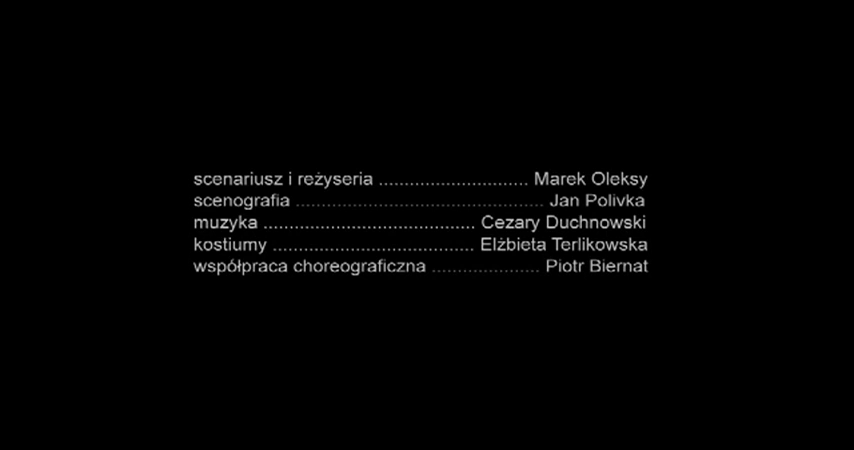 scenariusz i reżyseria ............................. Marek Oleksy
scenografia ................................................ Jan Polivka
muzyka ......................................... Cezary Duchnowski
kostiumy ....................................... Elżbieta Terlikowska
współpraca choreograficzna ..................... Piotr Biernat